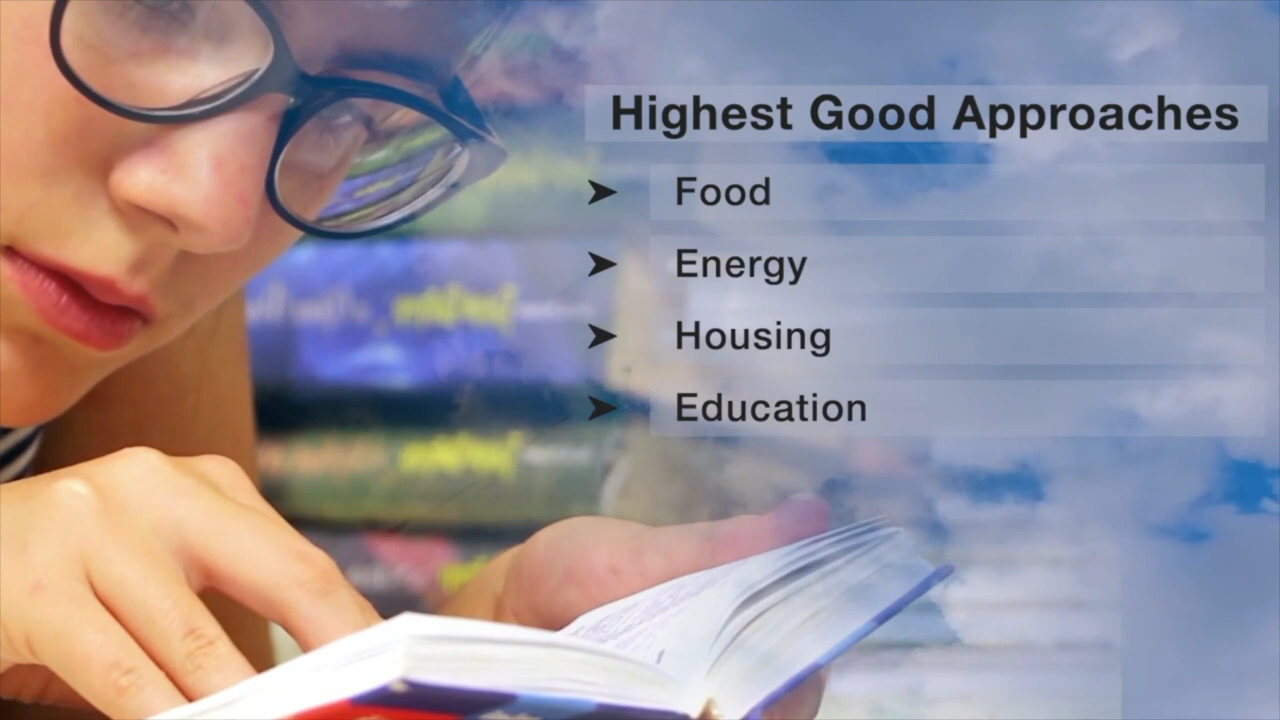 Highest Good Approaches
➤ Food
➤ Energy
➤ Housing
➤ Education